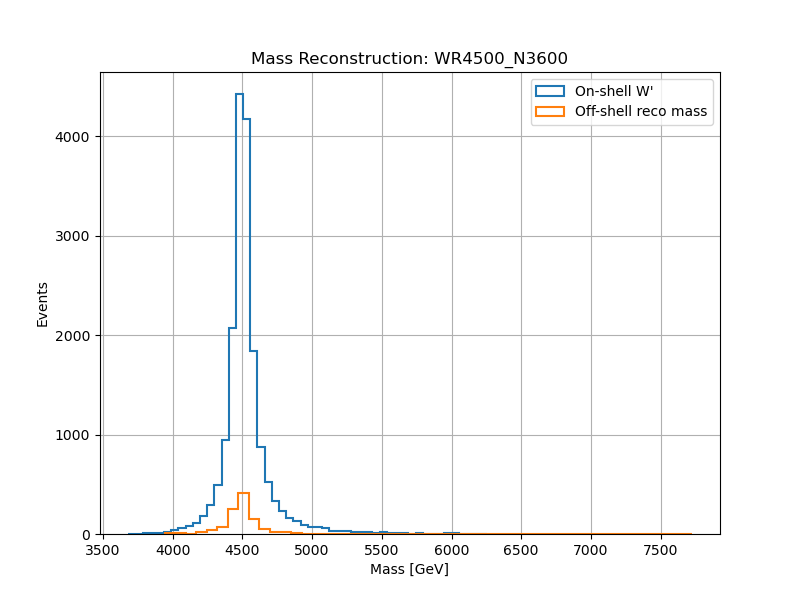 Mass Reconstruction: WR4500_N3600
On-shell W'
Off-shell reco mass
4000
3000
2000
1000
0
Events
3500 4000 4500 5000 5500 6000 6500 7000 7500
Mass [GeV]